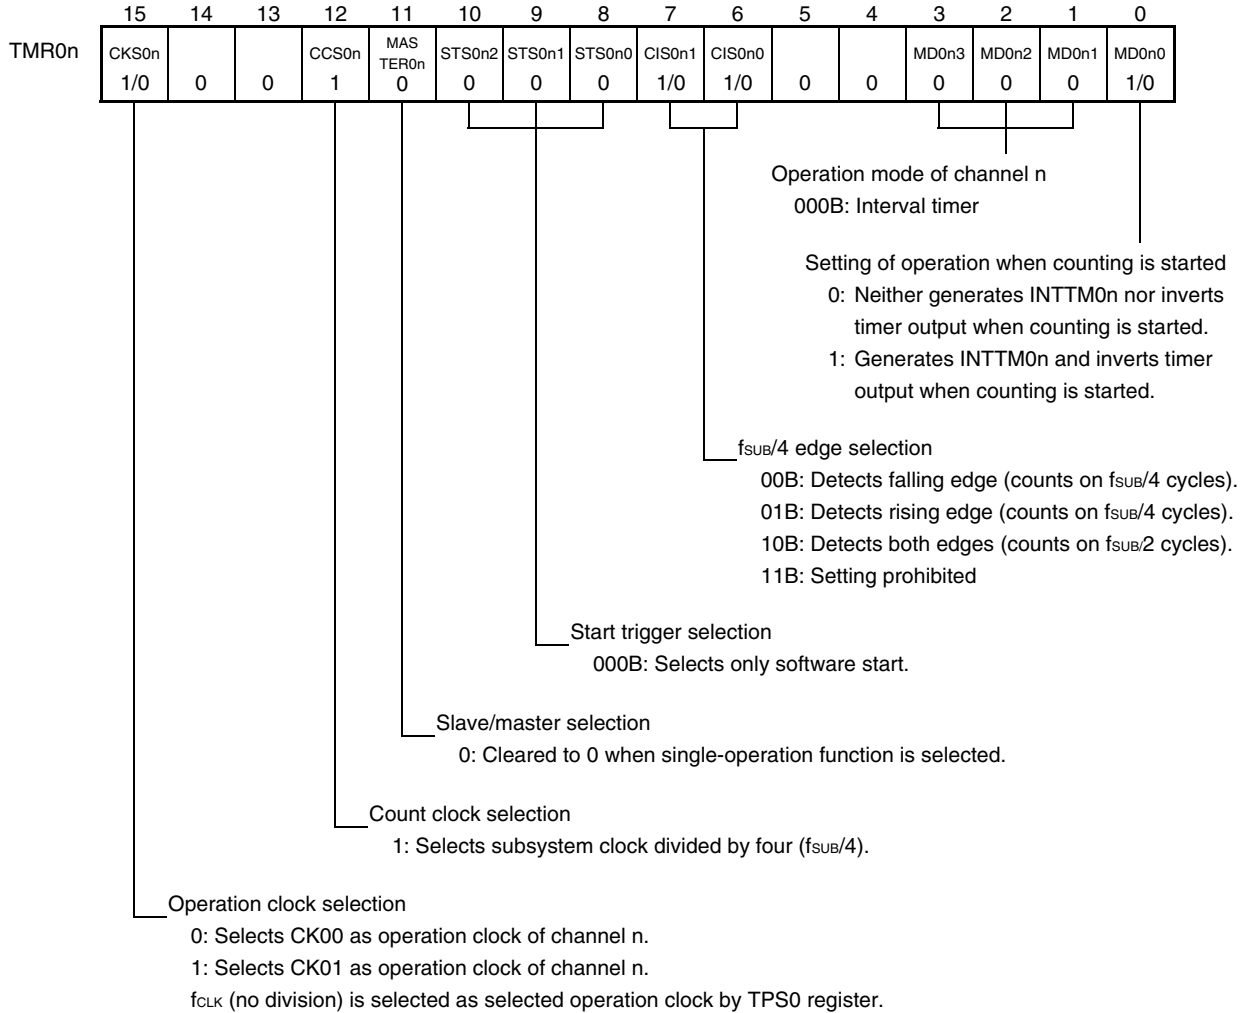 15 14 13 12 11 10 9 8 7 6 5 4 3 2 1 0
TMR0n
CKS0n CCS0n MAS TER0n STS0n2 STS0n1 STS0n0 CIS0n1 CIS0n0 MD0n3 MD0n2 MD0n1 MD0n0
1/0 0 0 1 0 0 0 0 1/0 1/0 0 0 0 0 0 1/0
Operation mode of channel n
000B: Interval timer
Setting of operation when counting is started
0: Neither generates INTTM0n nor inverts
timer output when counting is started.
1: Generates INTTM0n and inverts timer
output when counting is started.
fSUB/4 edge selection
00B: Detects falling edge (counts on fSUB/4 cycles).
01B: Detects rising edge (counts on fSUB/4 cycles).
10B: Detects both edges (counts on fSUB/2 cycles).
11B: Setting prohibited
Start trigger selection
000B: Selects only software start.
Slave/master selection
0: Cleared to 0 when single-operation function is selected.
Count clock selection
1: Selects subsystem clock divided by four (fSUB/4).
Operation clock selection
0: Selects CK00 as operation clock of channel n.
1: Selects CK01 as operation clock of channel n.
fCLK (no division) is selected as selected operation clock by TPS0 register.